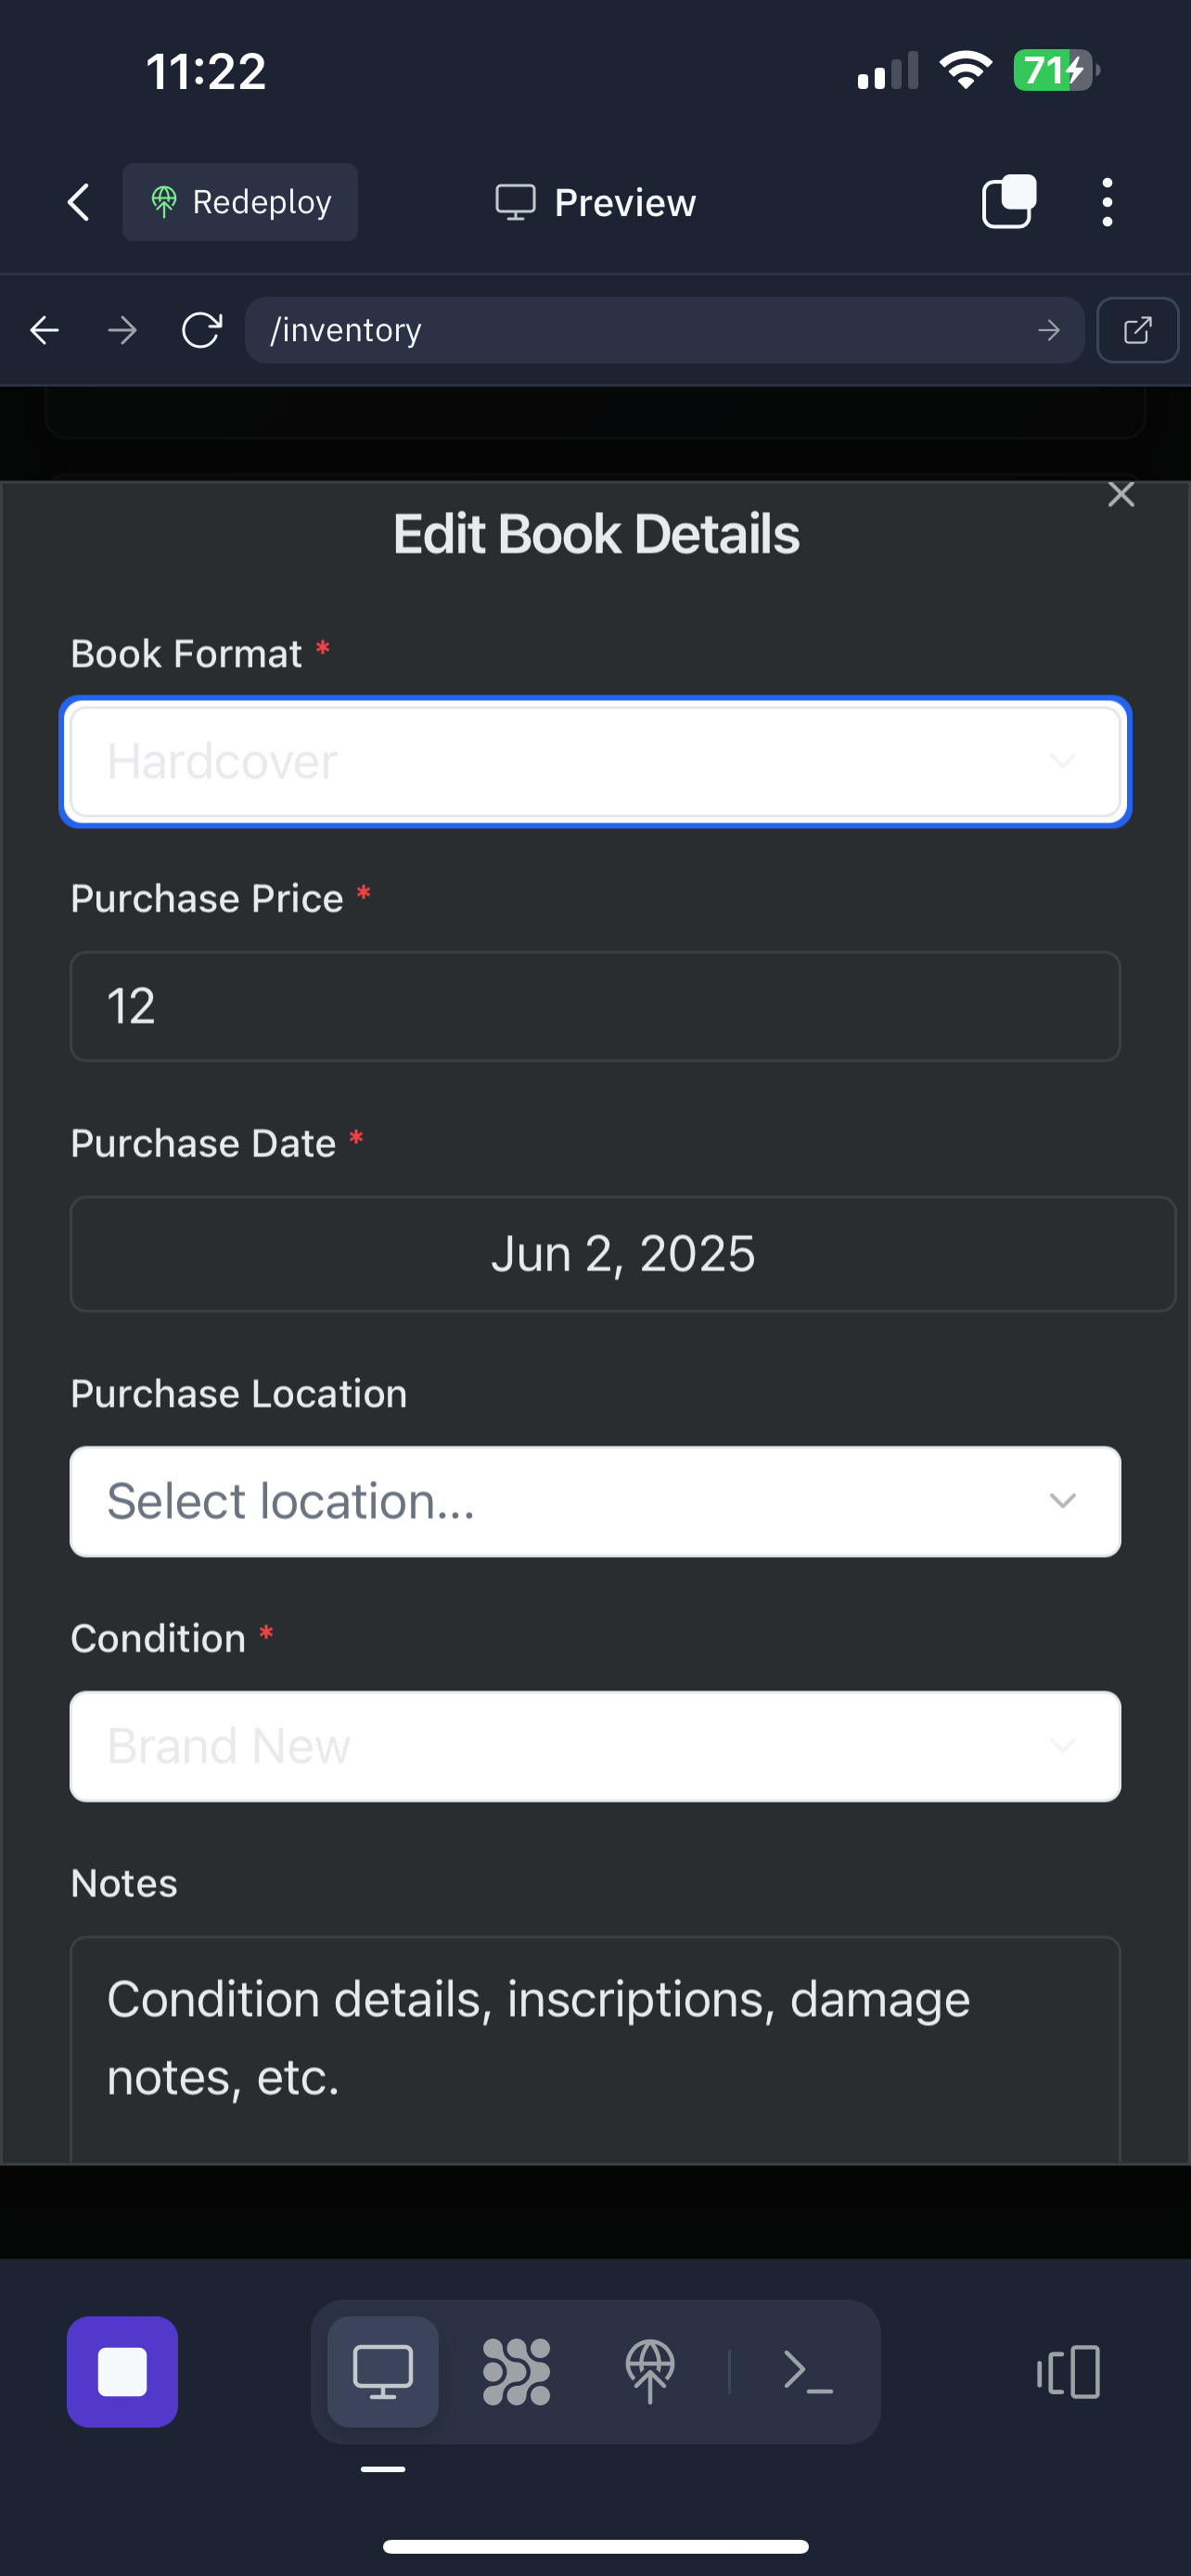 11:22
71
Redeploy
Preview
/inventory
Edit Book Details
Book Format *
Hardcover
Purchase Price *
12
Purchase Date *
Jun 2, 2025
Purchase Location
Select location...
Condition *
Brand New
Notes
Condition details, inscriptions, damage
notes, etc.